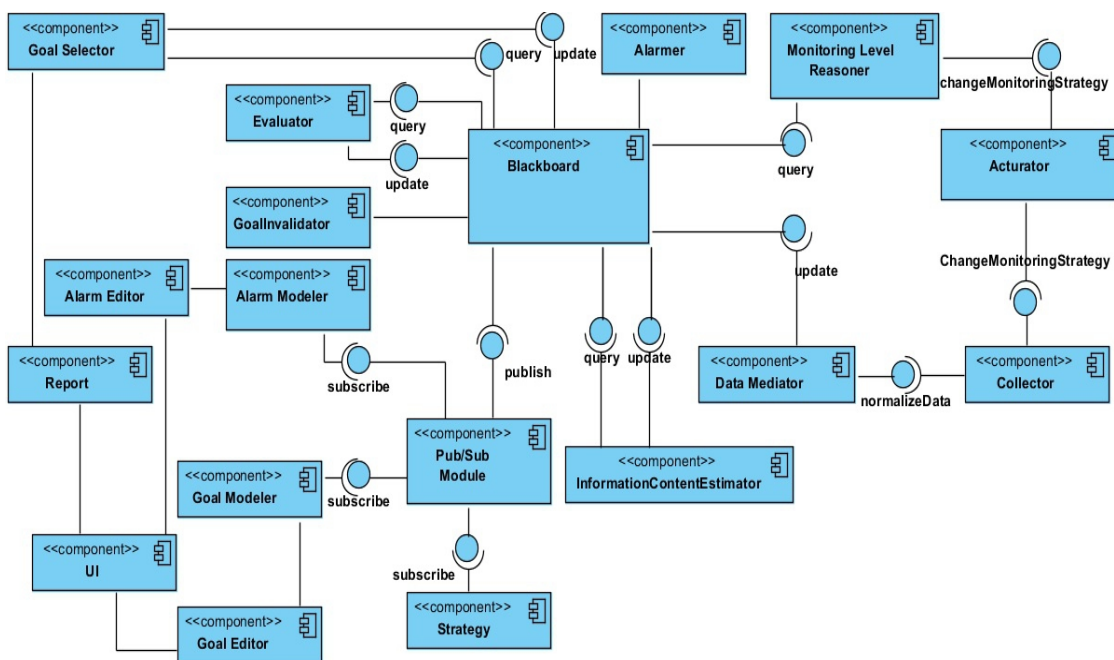 <<component>>
Goal Selector
query
update
<<component>>
Alarmer
<<component>>
Monitoring Level
Reasoner
changeMonitoringStrategy
<<component>>
Evaluator
query
update
<<component>>
Blackboard
query
<<component>>
Acturator
<<component>>
GoalInvalidator
update
ChangeMonitoringStrategy
<<component>>
Alarm Editor
<<component>>
Alarm Modeler
subscribe
publish
query
update
<<component>>
Report
<<component>>
Data Mediator
normalizeData
<<component>>
Collector
<<component>>
Pub/Sub
Module
<<component>>
InformationContentEstimator
<<component>>
Goal Modeler
subscribe
<<component>>
UI
subscribe
<<component>>
Goal Editor
<<component>>
Strategy